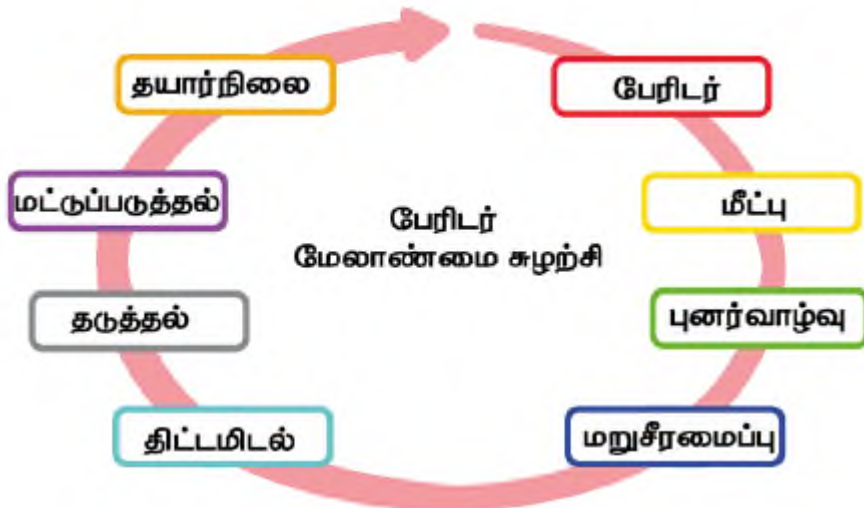 பேரிடர்
மேலாண்மை சுழற்சி
பேரிடர்
மீட்பு
புனர்வாழ்வு
மறுசீரமைப்பு
திட்டமிடல்
தடுத்தல்
மட்டுப்படுத்தல்
தயார்நிலை